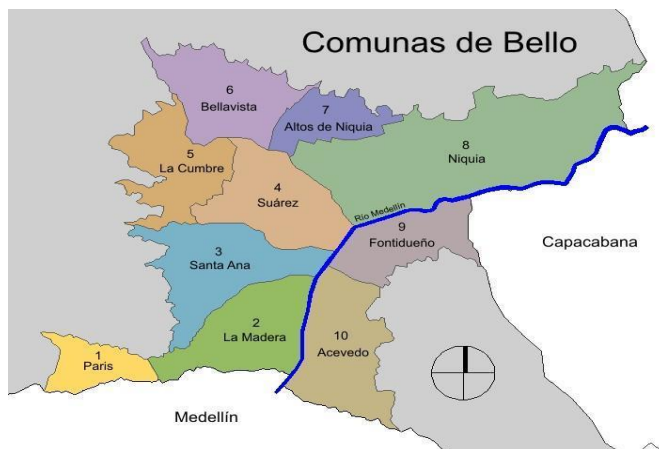 Comunas de Bello
6
Bellavista
7
Altos de Niquia
8
Niquia
5
La Cumbre
4
Suárez
Río Medellín
9
Fontidueño
Capacabana
3
Santa Ana
2
La Madera
10
Acevedo
1
Paris
Medellín